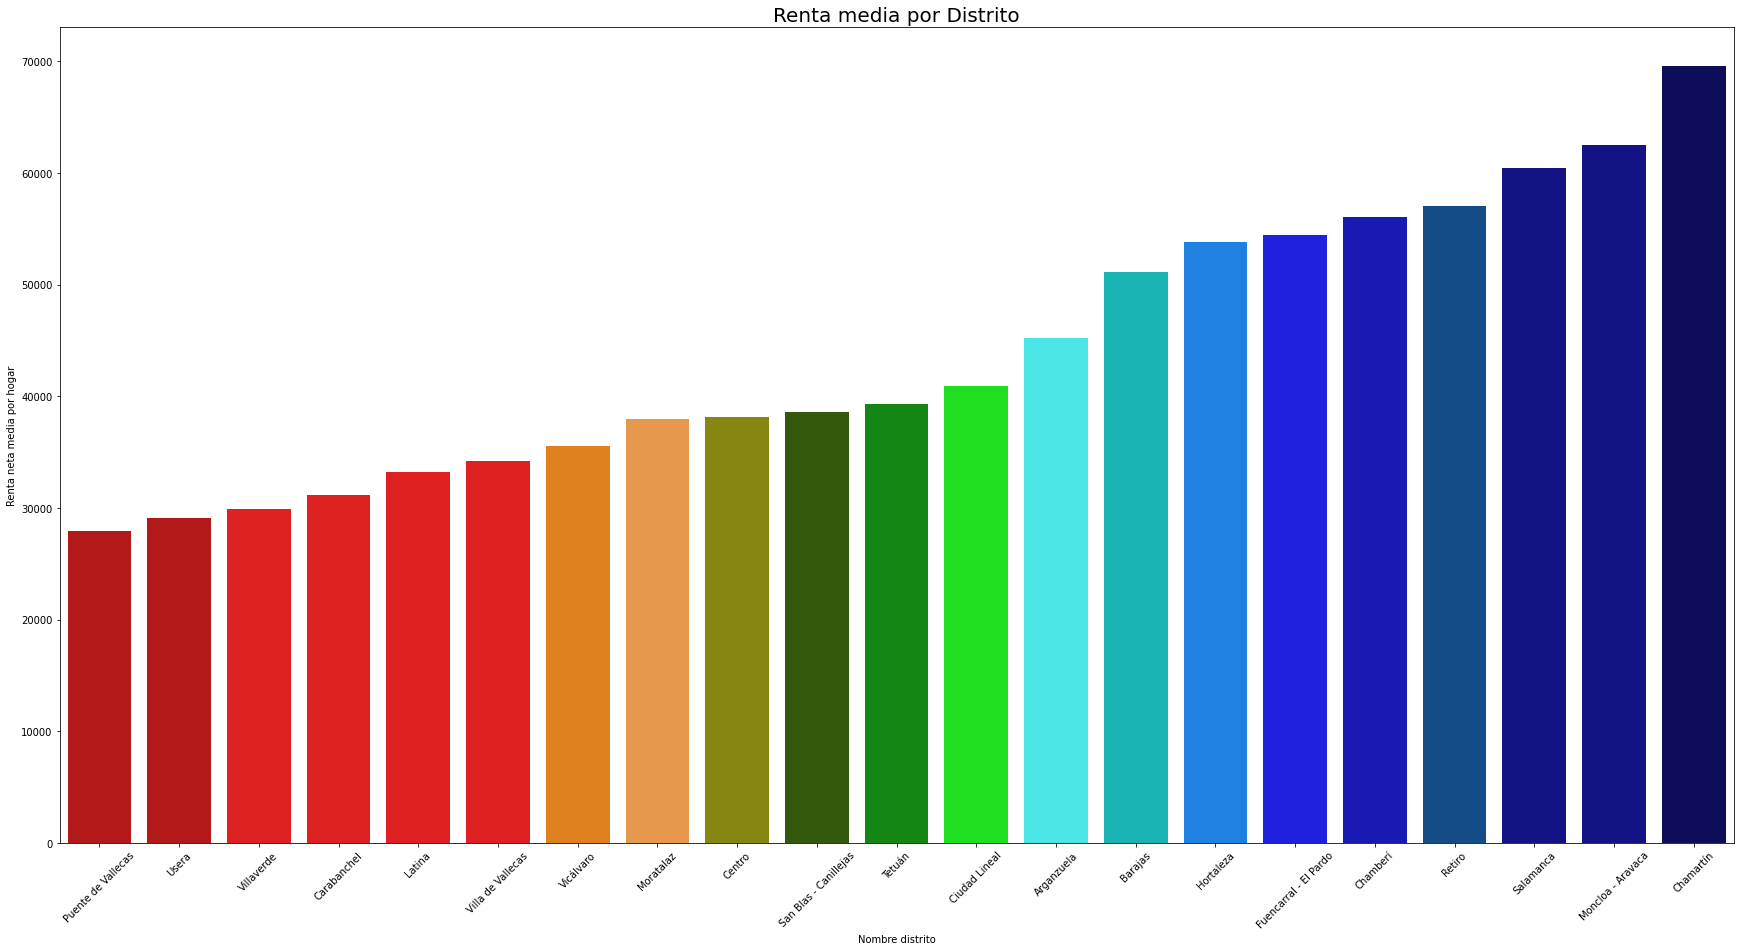 Renta media por Distrito
Renta neta media por hogar
70000
60000
50000
40000
30000
20000
10000
0
Puente de Vallecas
Usera
Villaverde
Carabanchel
Latina
Villa de Vallecas
Vicálvaro
Moratalaz
Centro
San Blas - Canillejas
Tetuán
Ciudad Lineal
Arganzuela
Barajas
Hortaleza
Fuencarral - El Pardo
Chamberí
Retiro
Salamanca
Moncloa - Aravaca
Chamartín
Nombre distrito